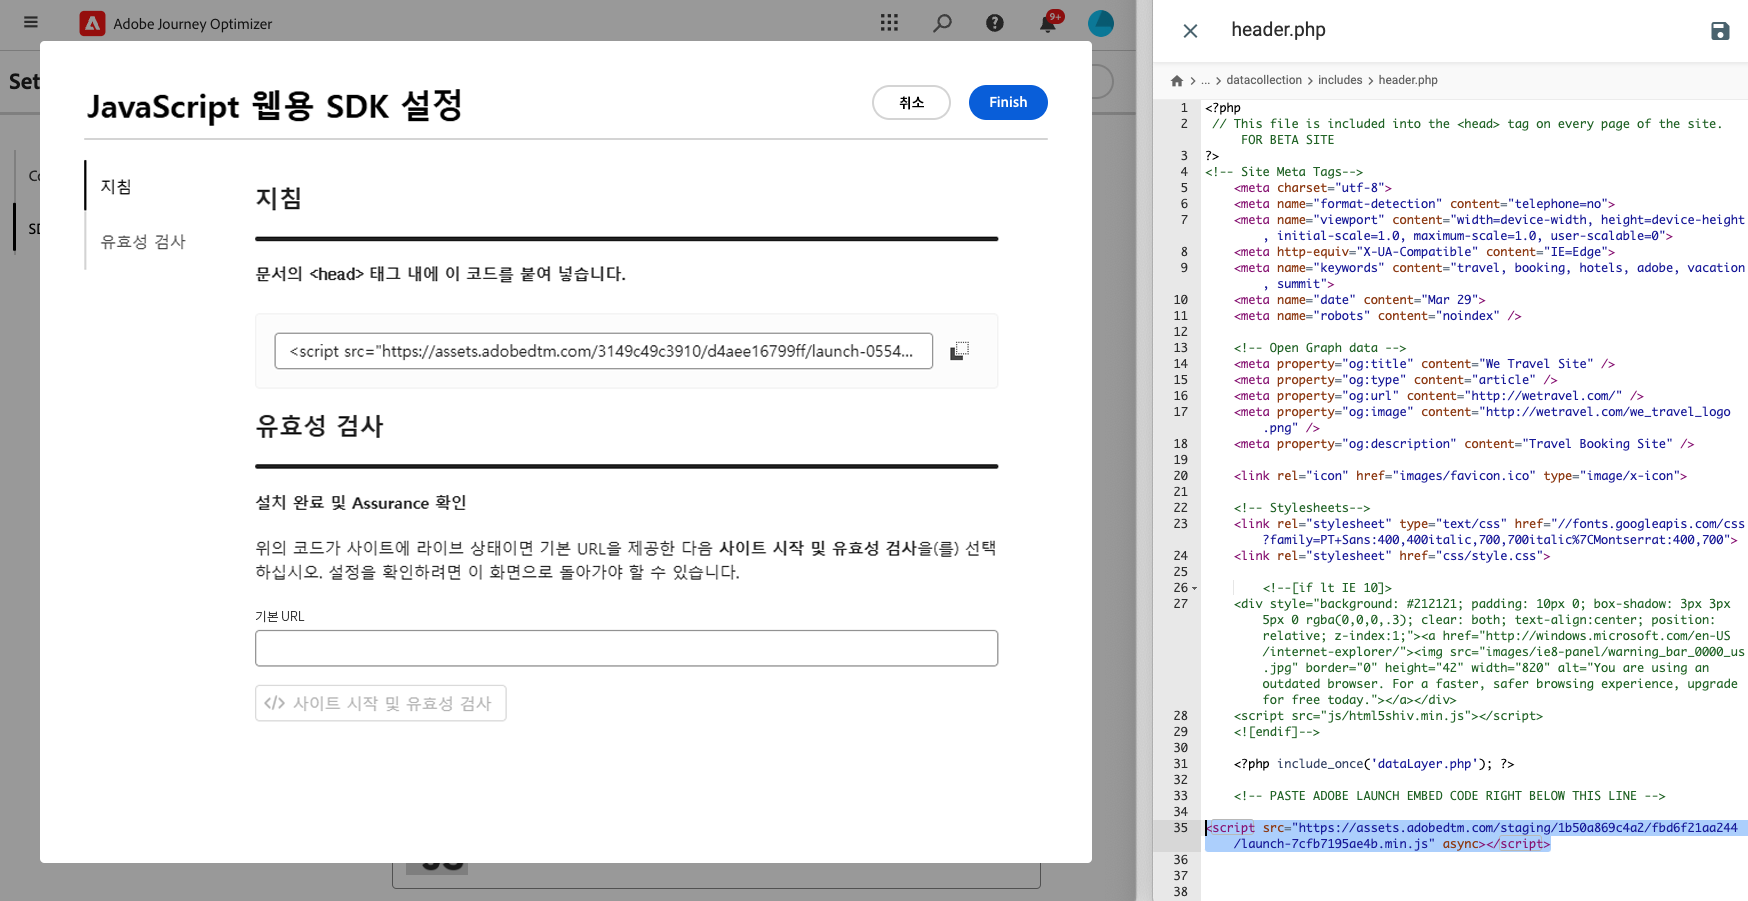 Adobe Journey Optimizer
9+
Set
JavaScript 웹용 SDK 설정
취소
Finish
지침
유효성 검사
지침
문서의 <head> 태그 내에 이 코드를 붙여 넣습니다.
<script src="https://assets.adobedtm.com/3149c49c3910/d4aee16799ff/launch-0554...
유효성 검사
설치 완료 및 Assurance 확인
위의 코드가 사이트에 라이브 상태이면 기본 URL을 제공한 다음 사이트 시작 및 유효성 검사을(를) 선택
하십시오. 설정을 확인하려면 이 화면으로 돌아가야 할 수 있습니다.
기본 URL
</> 사이트 시작 및 유효성 검사
header.php
... > datacollection > includes > header.php
1 <?php
2 // This file is included into the <head> tag on every page of the site.
FOR BETA SITE
3 ?>
4 <!-- Site Meta Tags-->
5 <meta charset="utf-8">
6 <meta name="format-detection" content="telephone=no">
7 <meta name="viewport" content="width=device-width, height=device-height
, initial-scale=1.0, maximum-scale=1.0, user-scalable=0">
8 <meta http-equiv="X-UA-Compatible" content="IE=Edge">
9 <meta name="keywords" content="travel, booking, hotels, adobe, vacation
, summit">
10 <meta name="date" content="Mar 29">
11 <meta name="robots" content="noindex" />
12
13 <!-- Open Graph data -->
14 <meta property="og:title" content="We Travel Site" />
15 <meta property="og:type" content="article" />
16 <meta property="og:url" content="http://wetravel.com/" />
17 <meta property="og:image" content="http://wetravel.com/we_travel_logo
.png" />
18 <meta property="og:description" content="Travel Booking Site" />
19
20 <link rel="icon" href="images/favicon.ico" type="image/x-icon">
21
22 <!-- Stylesheets-->
23 <link rel="stylesheet" type="text/css" href="//fonts.googleapis.com/css
?family=PT+Sans:400,400italic,700,700italic%7CMontserrat:400,700">
24 <link rel="stylesheet" href="css/style.css">
25
26 <!--[if lt IE 10]>
27 <div style="background: #212121; padding: 10px 0; box-shadow: 3px 3px
5px 0 rgba(0,0,0,.3); clear: both; text-align:center; position:
relative; z-index:1;"><a href="http://windows.microsoft.com/en-US
/internet-explorer/"><img src="images/ie8-panel/warning_bar_0000_us
.jpg" border="0" height="42" width="820" alt="You are using an
outdated browser. For a faster, safer browsing experience, upgrade
for free today."></a></div>
28 <script src="js/html5shiv.min.js"></script>
29 <![endif]-->
30
31 <?php include_once('dataLayer.php'); ?>
32
33 <!-- PASTE ADOBE LAUNCH EMBED CODE RIGHT BELOW THIS LINE -->
34
35 <script src="https://assets.adobedtm.com/staging/1b50a869c4a2/fbd6f21aa244
/launch-7cfb7195ae4b.min.js" async></script>
36
37
38